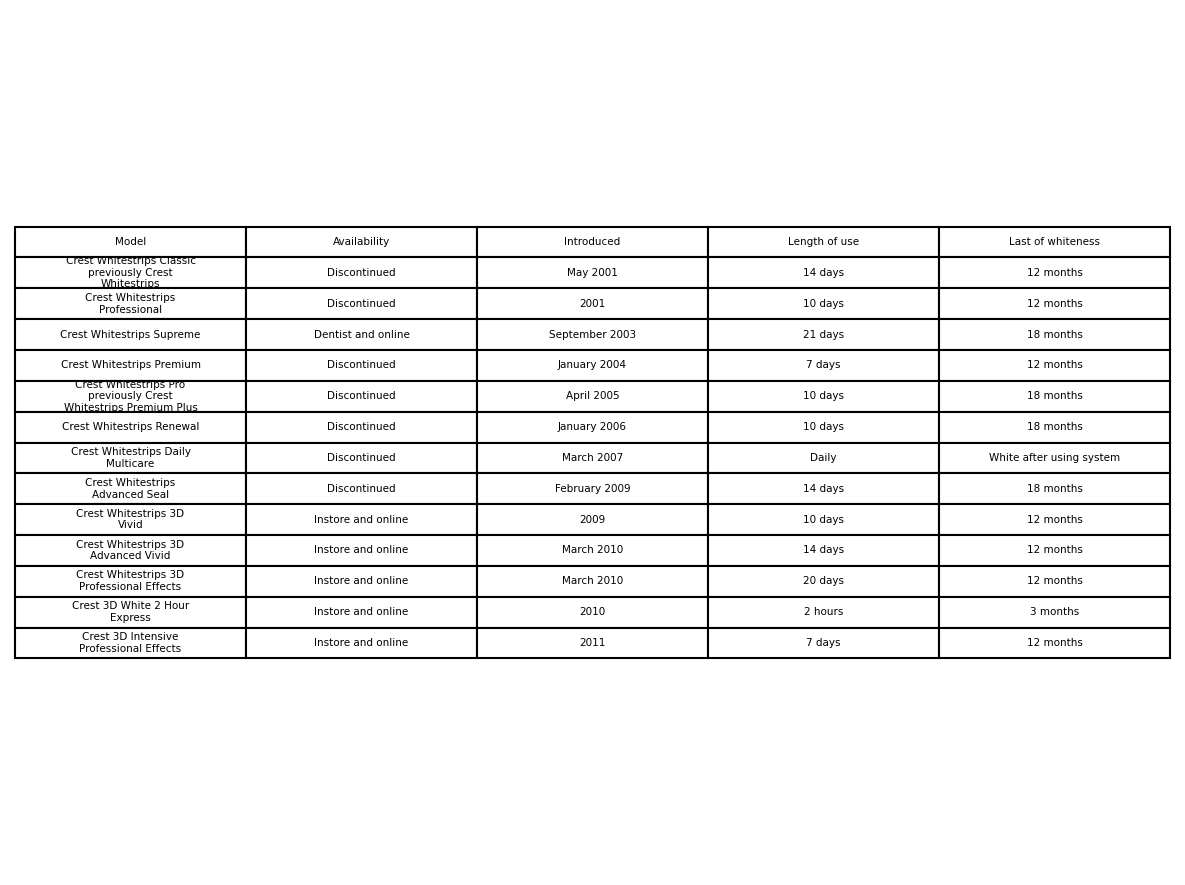 Model Availability Introduced Length of use Last of whiteness
Crest Whitestrips Classic
previously Crest
Whitestrips
Discontinued May 2001 14 days 12 months
Crest Whitestrips
Professional
Discontinued 2001 10 days 12 months
Crest Whitestrips Supreme Dentist and online September 2003 21 days 18 months
Crest Whitestrips Premium Discontinued January 2004 7 days 12 months
Crest Whitestrips Pro
previously Crest
Whitestrips Premium Plus
Discontinued April 2005 10 days 18 months
Crest Whitestrips Renewal Discontinued January 2006 10 days 18 months
Crest Whitestrips Daily
Multicare
Discontinued March 2007 Daily White after using system
Crest Whitestrips
Advanced Seal
Discontinued February 2009 14 days 18 months
Crest Whitestrips 3D
Vivid
Instore and online 2009 10 days 12 months
Crest Whitestrips 3D
Advanced Vivid
Instore and online March 2010 14 days 12 months
Crest Whitestrips 3D
Professional Effects
Instore and online March 2010 20 days 12 months
Crest 3D White 2 Hour
Express
Instore and online 2010 2 hours 3 months
Crest 3D Intensive
Professional Effects
Instore and online 2011 7 days 12 months